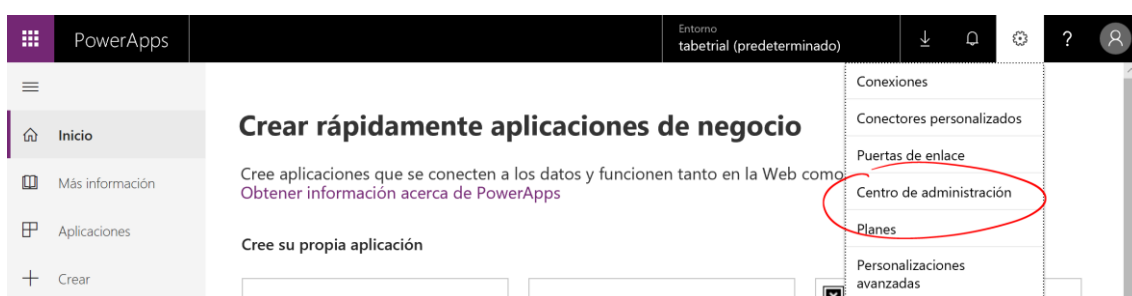 PowerApps
Entorno
tabetrial (predeterminado)
?
Inicio
Más información
Aplicaciones
Crear
Crear rápidamente aplicaciones de negocio
Cree aplicaciones que se conecten a los datos y funcionen tanto en la Web como
Obtener información acerca de PowerApps
Cree su propia aplicación
Conexiones
Conectores personalizados
Puertas de enlace
Centro de administración
Planes
Personalizaciones
avanzadas